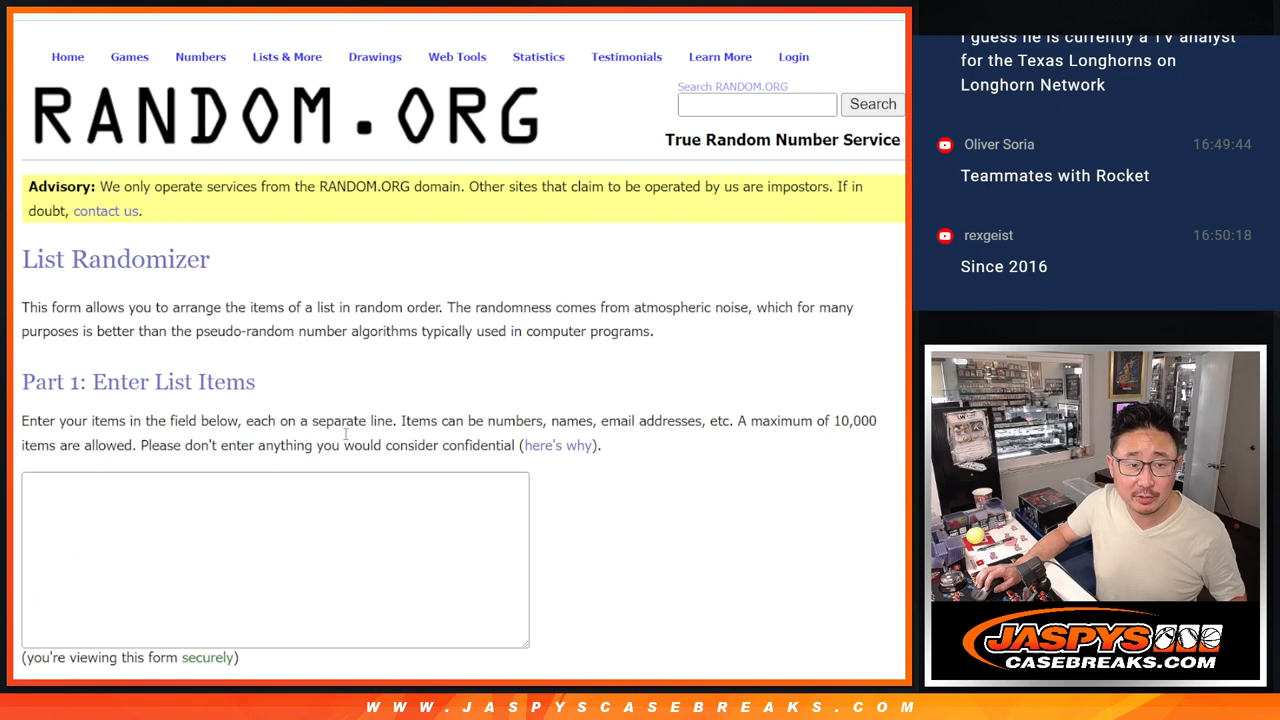 Home Games Numbers Lists & More Drawings Web Tools Statistics Testimonials Learn More Login
RANDOM.ORG
Search RANDOM.ORG
Search
True Random Number Service
Advisory: We only operate services from the RANDOM.ORG domain. Other sites that claim to be operated by us are impostors. If in
doubt, contact us.
List Randomizer
This form allows you to arrange the items of a list in random order. The randomness comes from atmospheric noise, which for many
purposes is better than the pseudo-random number algorithms typically used in computer programs.
Part 1: Enter List Items
Enter your items in the field below, each on a separate line. Items can be numbers, names, email addresses, etc. A maximum of 10,000
items are allowed. Please don't enter anything you would consider confidential (here's why).
(you're viewing this form securely)
I guess he is currently a TV analyst
for the Texas Longhorns on
Longhorn Network
Oliver Soria 16:49:44
Teammates with Rocket
rexgeist 16:50:18
Since 2016
JASPYS
CASEBREAKS.COM
WWW.JASPYSCASEBREAKS.COM